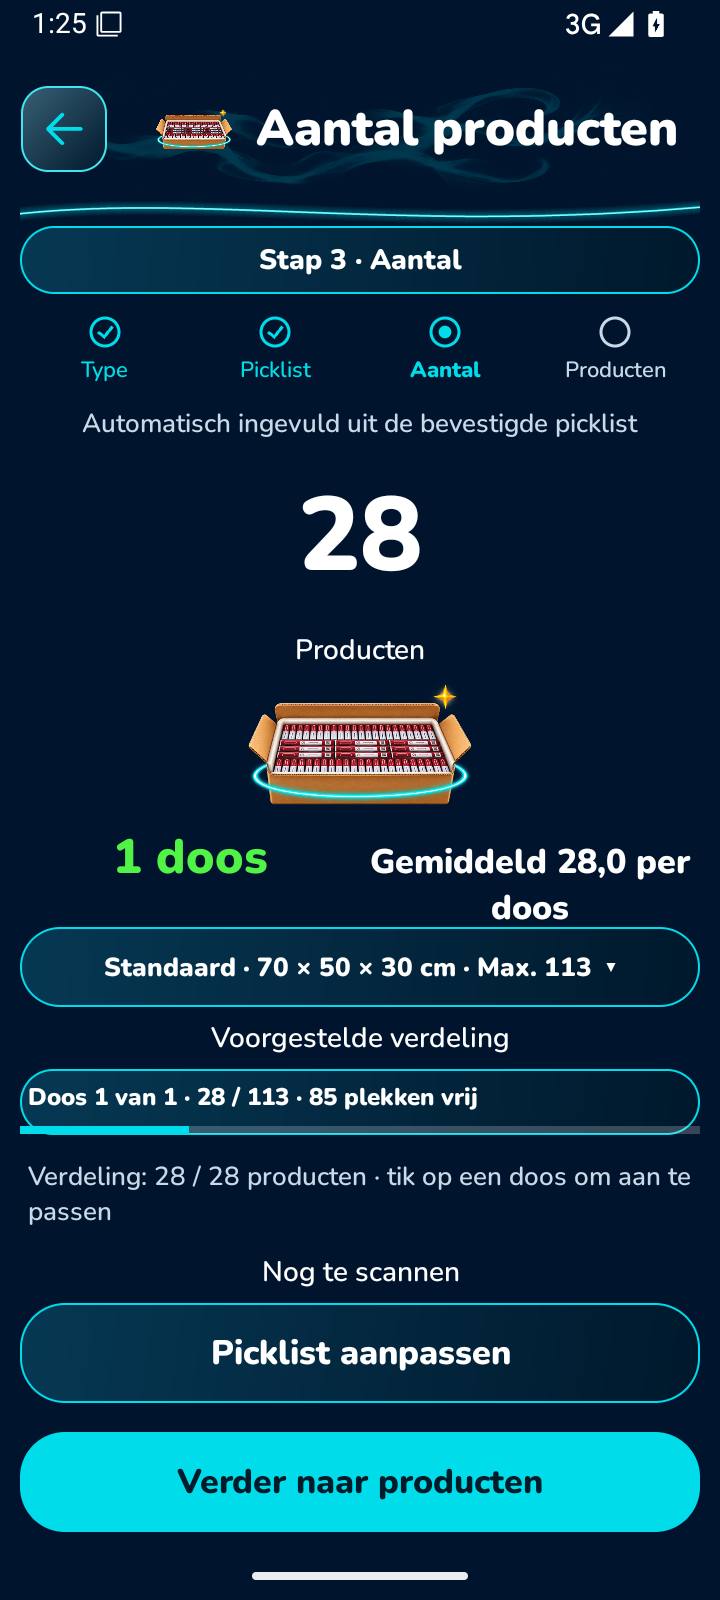 1:25
3G
Aantal producten
Stap 3 · Aantal
Type
Picklist
Aantal
Producten
Automatisch ingevuld uit de bevestigde picklist
28
Producten
1 doos
Gemiddeld 28,0 per
doos
Standaard · 70 × 50 × 30 cm · Max. 113 ▼
Voorgestelde verdeling
Doos 1 van 1 · 28 / 113 · 85 plekken vrij
Verdeling: 28 / 28 producten · tik op een doos om aan te
passen
Nog te scannen
Picklist aanpassen
Verder naar producten